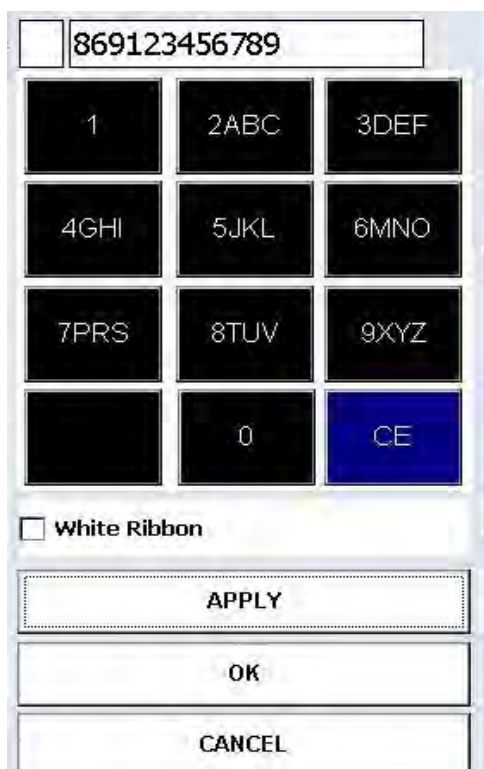 869123456789
1 2ABC 3DEF
4GHI 5JKL 6MNO
7PRS 8TUV 9XYZ
0 CE
White Ribbon
APPLY
OK
CANCEL